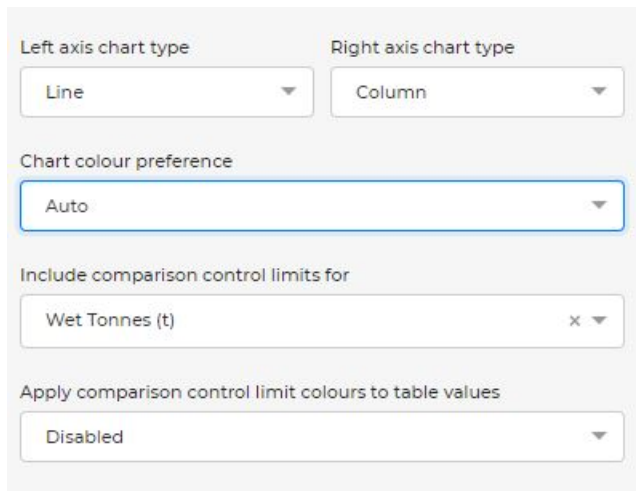 Left axis chart type Right axis chart type
Line Column
Chart colour preference
Auto
Include comparison control limits for
Wet Tonnes (t) ×
Apply comparison control limit colours to table values
Disabled